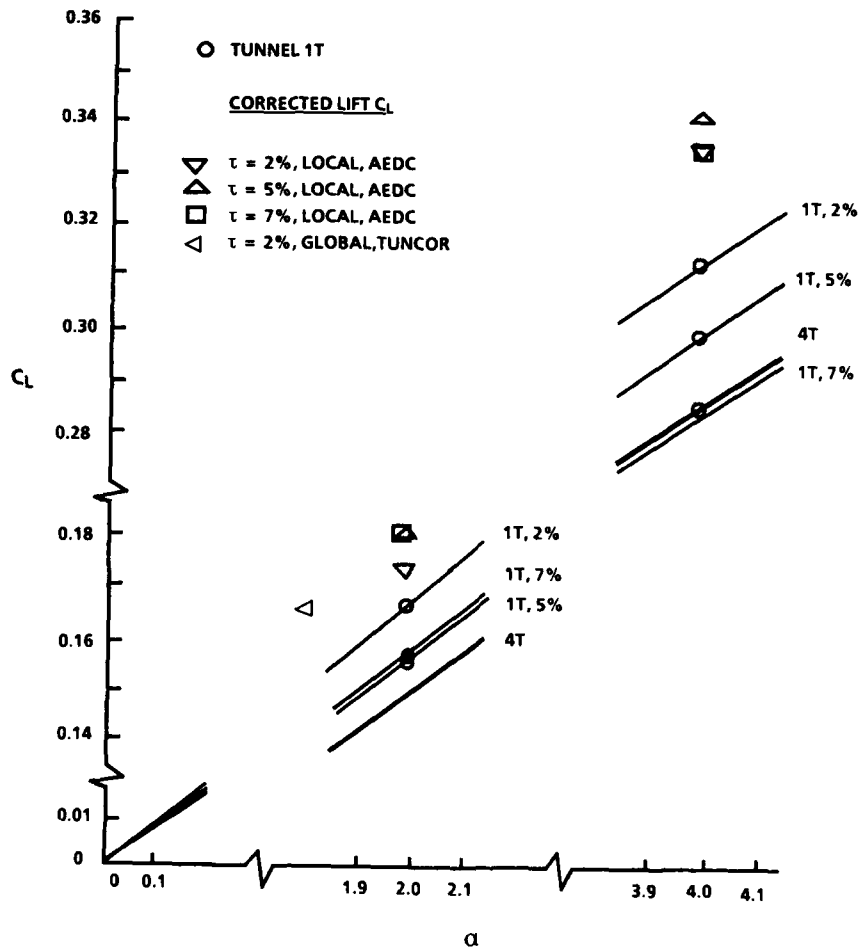 0.36
TUNNEL 1T
CORRECTED LIFT CL
τ = 2%, LOCAL, AEDC
τ = 5%, LOCAL, AEDC
τ = 7%, LOCAL, AEDC
τ = 2%, GLOBAL, TUNCOR
0.34
0.32
0.30
0.28
CL
0.18
0.16
0.14
0.01
0
1T, 2%
1T, 5%
4T
1T, 7%
1T, 2%
1T, 7%
1T, 5%
4T
0
0.1
1.9
2.0
2.1
3.9
4.0
4.1
α